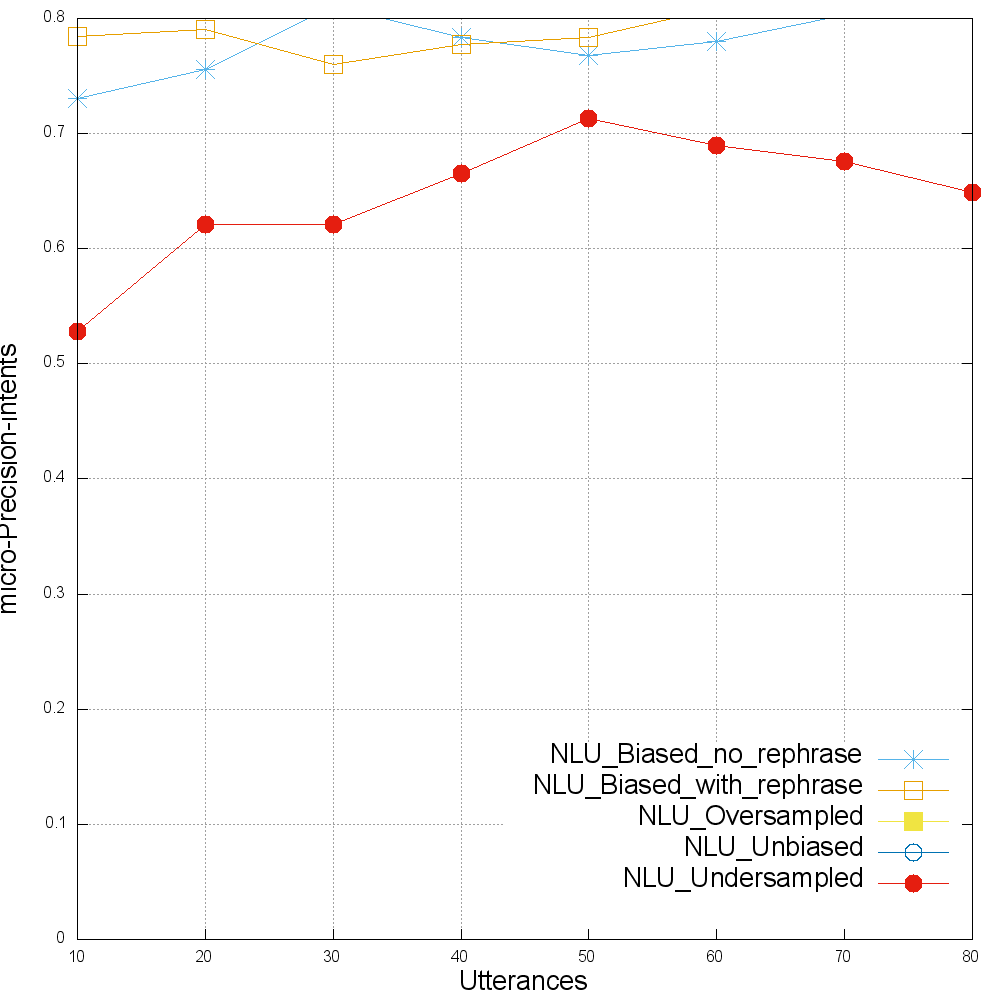 0.8
0.7
0.6
0.5
0.4
0.3
0.2
0.1
0
micro-Precision-intents
NLU_Biased_no_rephrase
NLU_Biased_with_rephrase
NLU_Oversampled
NLU_Unbiased
NLU_Undersampled
10 20 30 40 50 60 70 80
Utterances